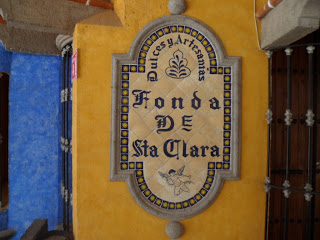 Dulces y Artesanias
Fonda
DE
Sta Clara